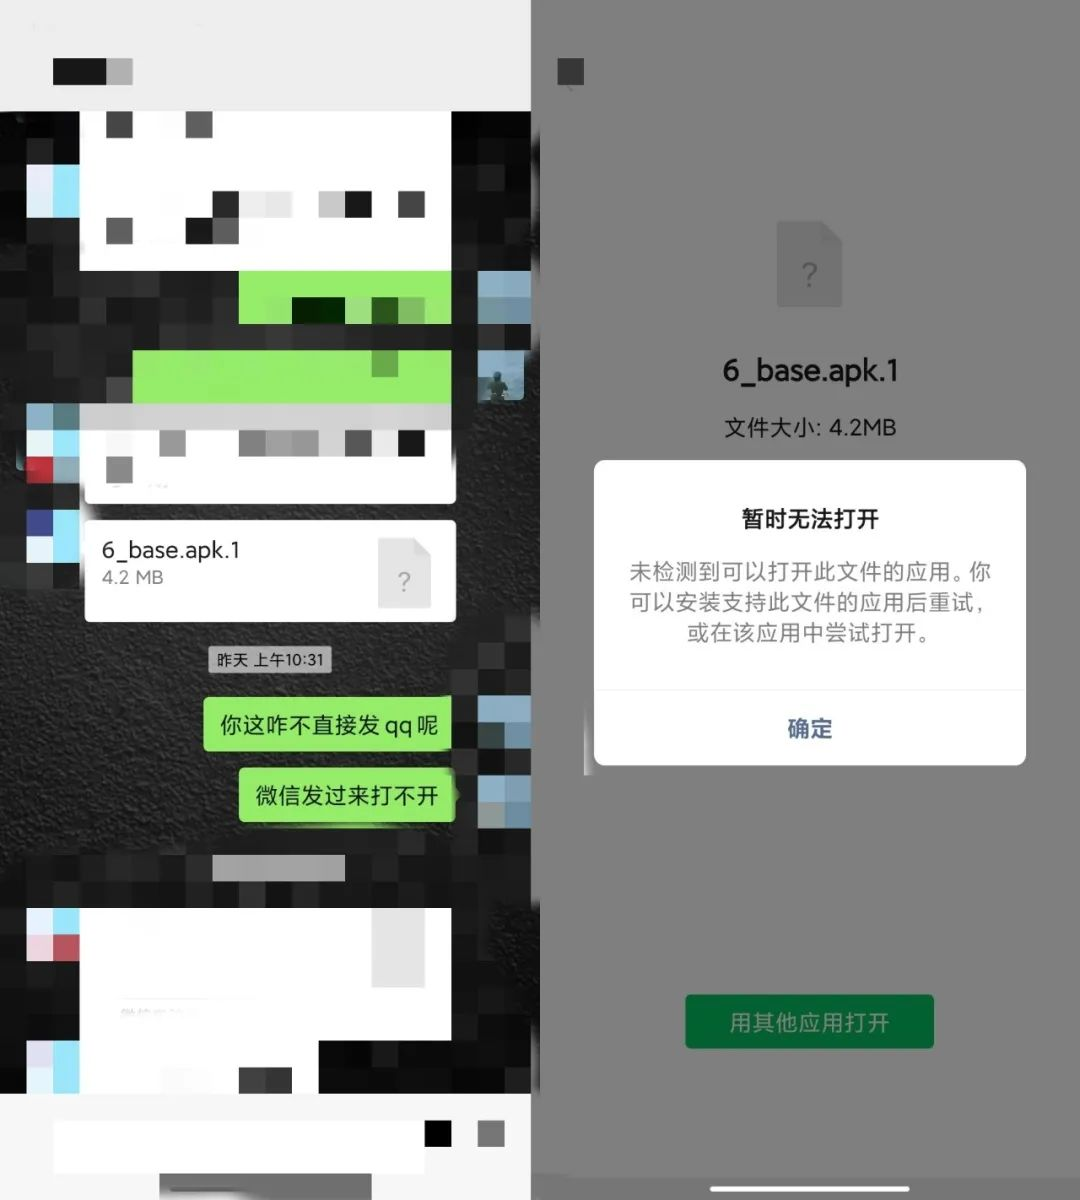 6_base.apk.1
4.2 MB
?
昨天 上午10:31
你这咋不直接发 qq 呢
微信发过来打不开
?
6_base.apk.1
文件大小: 4.2MB
暂时无法打开
未检测到可以打开此文件的应用。你
可以安装支持此文件的应用后重试，
或在该应用中尝试打开。
确定
用其他应用打开